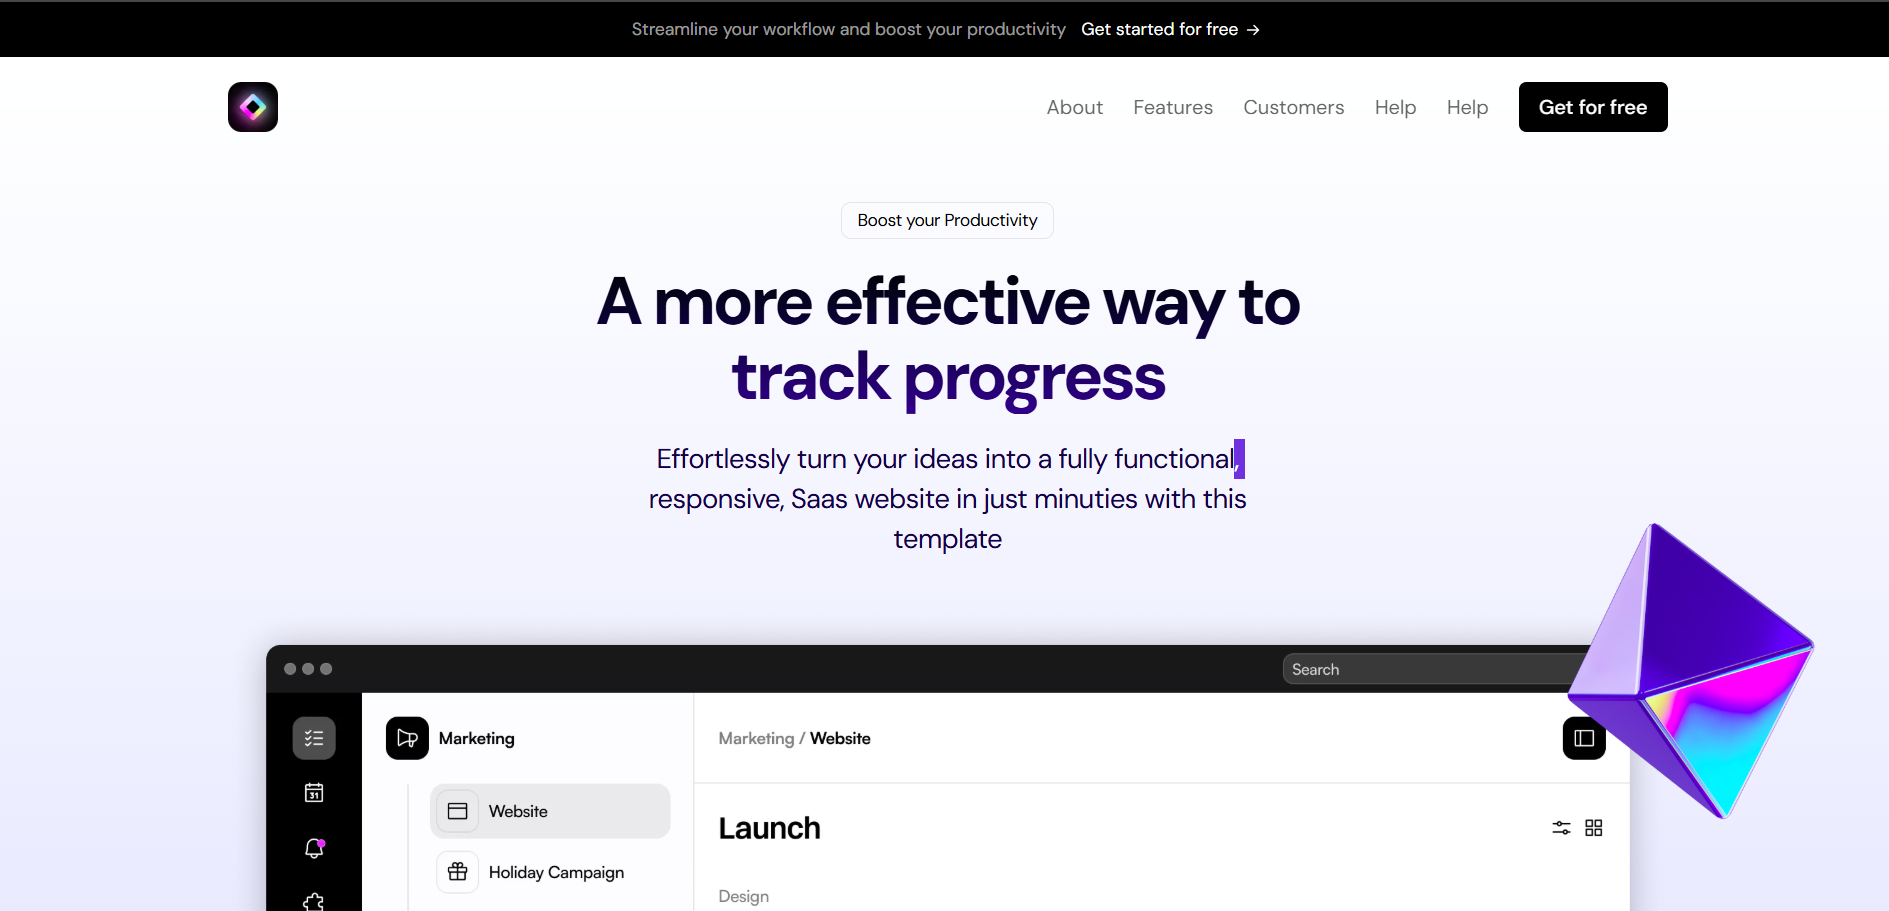 Streamline your workflow and boost your productivity Get started for free →
About Features Customers Help Help Get for free
Boost your Productivity
A more effective way to
track progress
Effortlessly turn your ideas into a fully functional,
responsive, Saas website in just minuties with this
template
Search
Marketing
Marketing / Website
31
Website
Launch
Holiday Campaign
Design